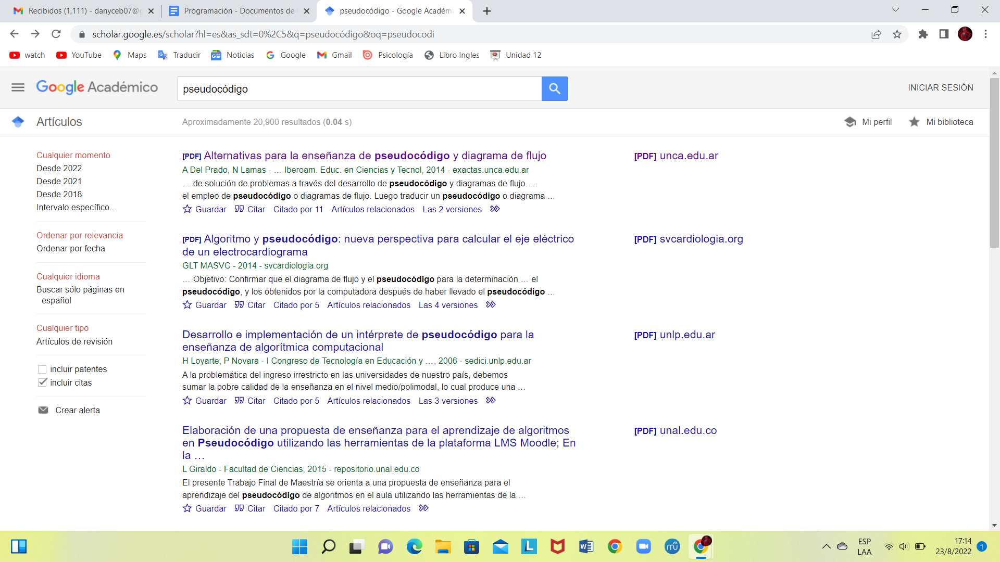 Recibidos (1,111) - danyceb07@g
Programación - Documentos de
pseudocódigo - Google Académi
scholar.google.es/scholar?hl=es&as_sdt=0%2C5&q=pseudocódigo&oq=pseudocodi
watch YouTube Maps Traducir Noticias Google Gmail Psicología Libro Ingles Unidad 12
Google Académico
pseudocódigo
INICIAR SESIÓN
Artículos
Aproximadamente 20,900 resultados (0.04 s)
Mi perfil
Mi biblioteca
Cualquier momento
Desde 2022
Desde 2021
Desde 2018
Intervalo específico...
Ordenar por relevancia
Ordenar por fecha
Cualquier idioma
Buscar sólo páginas en
español
Cualquier tipo
Artículos de revisión
incluir patentes
incluir citas
Crear alerta
[PDF] Alternativas para la enseñanza de pseudocódigo y diagrama de flujo
A Del Prado, N Lamas - … Iberoam. Educ. en Ciencias y Tecnol, 2014 - exactas.unca.edu.ar
… de solución de problemas a través del desarrollo de pseudocódigo y diagramas de flujo. …
el empleo de pseudocódigo o diagramas de flujo. Luego traducir un pseudocódigo o diagrama …
Guardar Citar Citado por 11 Artículos relacionados Las 2 versiones
[PDF] unca.edu.ar
[PDF] Algoritmo y pseudocódigo: nueva perspectiva para calcular el eje eléctrico
de un electrocardiograma
GLT MASVC - 2014 - svcardiologia.org
… Objetivo: Confirmar que el diagrama de flujo y el pseudocódigo para la determinación … el
pseudocódigo, y los obtenidos por la computadora después de haber llevado el pseudocódigo …
Guardar Citar Citado por 5 Artículos relacionados Las 4 versiones
[PDF] svcardiologia.org
Desarrollo e implementación de un intérprete de pseudocódigo para la
enseñanza de algorítmica computacional
H Loyarte, P Novara - I Congreso de Tecnología en Educación y …, 2006 - sedici.unlp.edu.ar
A la problemática del ingreso irrestricto en las universidades de nuestro país, debemos
sumar la pobre calidad de la enseñanza en el nivel medio/polimodal, lo cual produce una …
Guardar Citar Citado por 5 Artículos relacionados Las 3 versiones
[PDF] unlp.edu.ar
Elaboración de una propuesta de enseñanza para el aprendizaje de algoritmos
en Pseudocódigo utilizando las herramientas de la plataforma LMS Moodle; En
la …
L Giraldo - Facultad de Ciencias, 2015 - repositorio.unal.edu.co
El presente Trabajo Final de Maestría se orienta a una propuesta de enseñanza para el
aprendizaje del pseudocódigo de algoritmos en el aula utilizando las herramientas de la …
Guardar Citar Citado por 7 Artículos relacionados
[PDF] unal.edu.co
ESP
LAA
17:14
23/8/2022
1